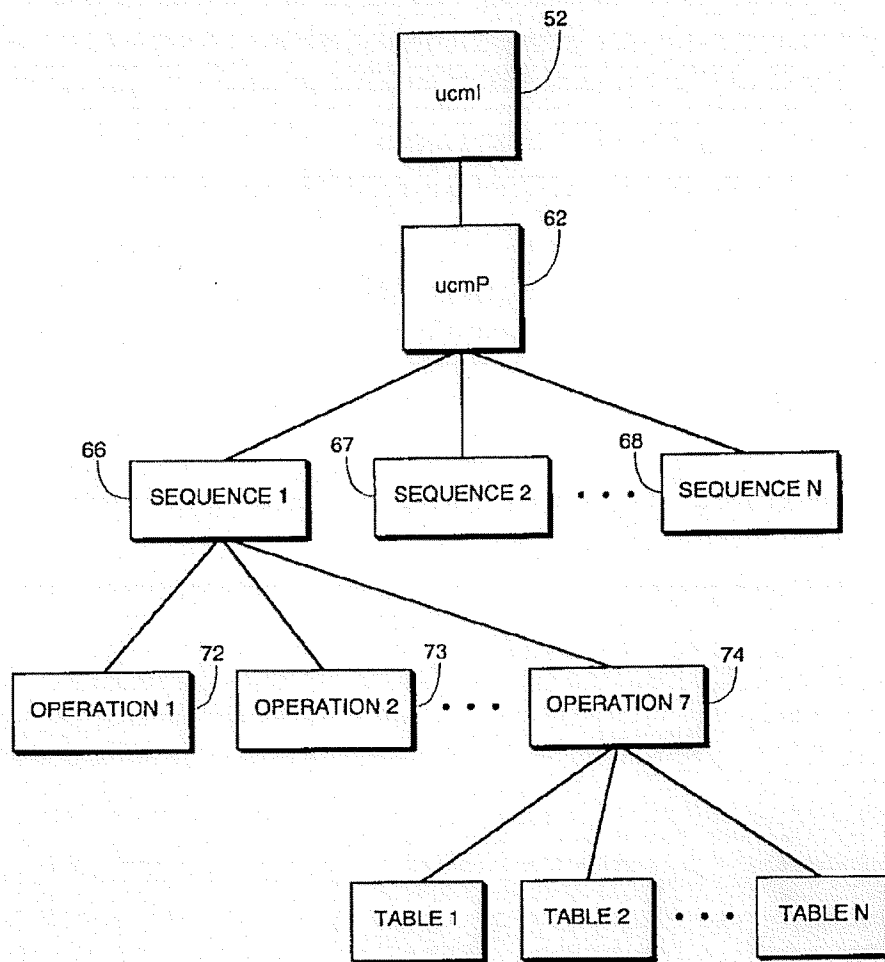 52
ucmI
62
ucmP
66
67
68
SEQUENCE 1
SEQUENCE 2
• • •
SEQUENCE N
72
73
74
OPERATION 1
OPERATION 2
• • •
OPERATION 7
TABLE 1
TABLE 2
• • •
TABLE N